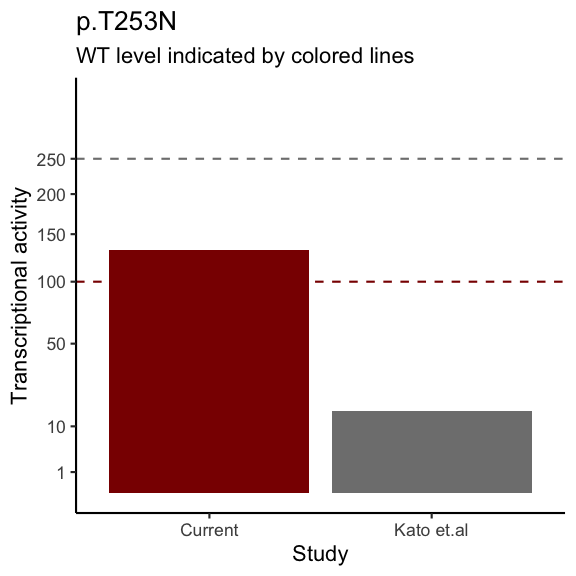 p.T253N
WT level indicated by colored lines
Transcriptional activity
250
200
150
100
50
10
1
Current
Kato et.al
Study